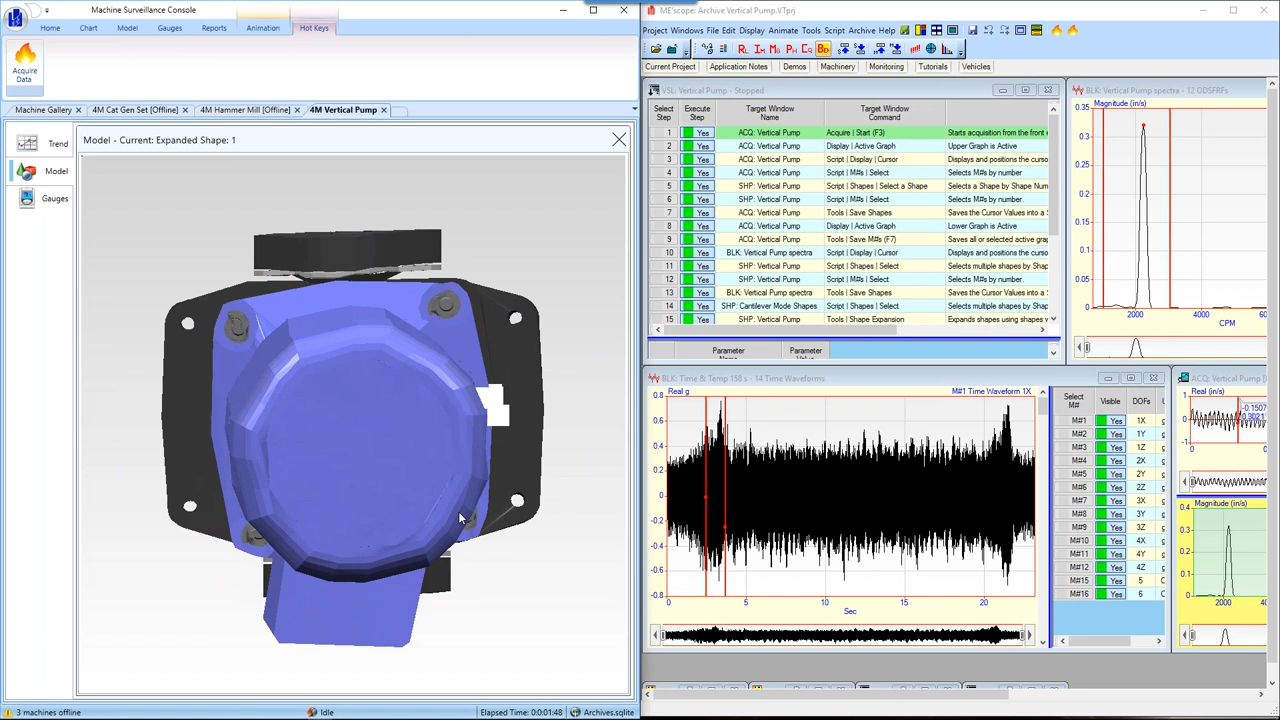 Machine Surveillance Console
Home Chart Model Gauges Reports Animation Hot Keys
Acquire
Data
Machine Gallery 4M Cat Gen Set [Offline] 4M Hammer Mill [Offline] 4M Vertical Pump
Trend
Model
Gauges
Model - Current: Expanded Shape: 1
3 machines offline Idle Elapsed Time: 0:0:01:48 Archives.sqlite
ME'scope: Archive Vertical Pump.VTprj
Project Windows File Edit Display Animate Tools Script Archive Help
Current Project Application Notes Demos Machinery Monitoring Tutorials Vehicles
VSL: Vertical Pump - Stopped
Select Step Execute Step Target Window Name Target Window Command
1 Yes ACQ: Vertical Pump Acquire | Start (F3) Starts acquisition from the front
2 Yes ACQ: Vertical Pump Display | Active Graph Upper Graph is Active
3 Yes ACQ: Vertical Pump Script | Display | Cursor Displays and positions the curso
4 Yes ACQ: Vertical Pump Script | M#s | Select Selects M#s by number
5 Yes SHP: Vertical Pump Script | Shapes | Select a Shape Selects a Shape by Shape Num
6 Yes SHP: Vertical Pump Script | M#s | Select Selects M#s by number.
7 Yes ACQ: Vertical Pump Tools | Save Shapes Saves the Cursor Values into a S
8 Yes ACQ: Vertical Pump Display | Active Graph Lower Graph is Active
9 Yes ACQ: Vertical Pump Tools | Save M#s (F7) Saves all or selected active grap
10 Yes BLK: Vertical Pump spectra Script | Display | Cursor Displays and positions the curso
11 Yes SHP: Vertical Pump Script | Shapes | Select Selects multiple shapes by Shap
12 Yes SHP: Vertical Pump Script | M#s | Select Selects M#s by number.
13 Yes BLK: Vertical Pump spectra Tools | Save Shapes Saves the Cursor Values into a S
14 Yes SHP: Cantilever Mode Shapes Script | Shapes | Select Selects multiple shapes by Shap
15 Yes SHP: Vertical Pump Tools | Shape Expansion Expands shapes using shapes
Parameter Parameter
BLK: Vertical Pump spectra - 12 ODSFRFs
Magnitude (in/s)
0.35
0.3
0.25
0.2
0.15
0.1
0.05
0
2000 4000
CPM
BLK: Time & Temp 158 s - 14 Time Waveforms
Real g M#1 Time Waveform 1X
0.8
0.6
0.4
0.2
0
-0.2
-0.4
-0.6
-0.8
0 5 10 15 20
Sec
Select M# Visible DOFs
M#1 Yes 1X
M#2 Yes 1Y
M#3 Yes 1Z
M#4 Yes 2X
M#5 Yes 2Y
M#6 Yes 2Z
M#7 Yes 3X
M#8 Yes 3Y
M#9 Yes 3Z
M#10 Yes 4X
M#11 Yes 4Y
M#12 Yes 4Z
M#15 Yes 5
M#16 Yes 6
ACQ: Vertical Pump
Real (in/s)
1
0
-1
Magnitude (in/s)
0.4
0.3
0.2
0.1
0
2000 4000